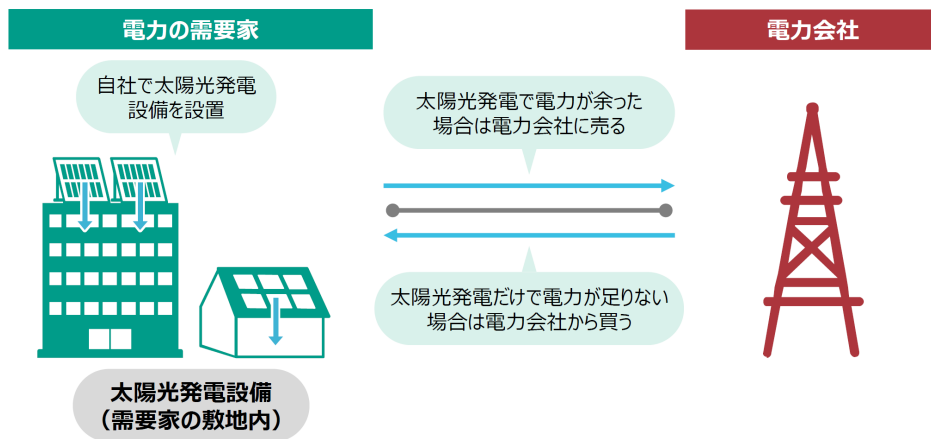 電力の需要家
電力会社
自社で太陽光発電
設備を設置
太陽光発電で電力が余った
場合は電力会社に売る
太陽光発電だけで電力が足りない
場合は電力会社から買う
太陽光発電設備
（需要家の敷地内）